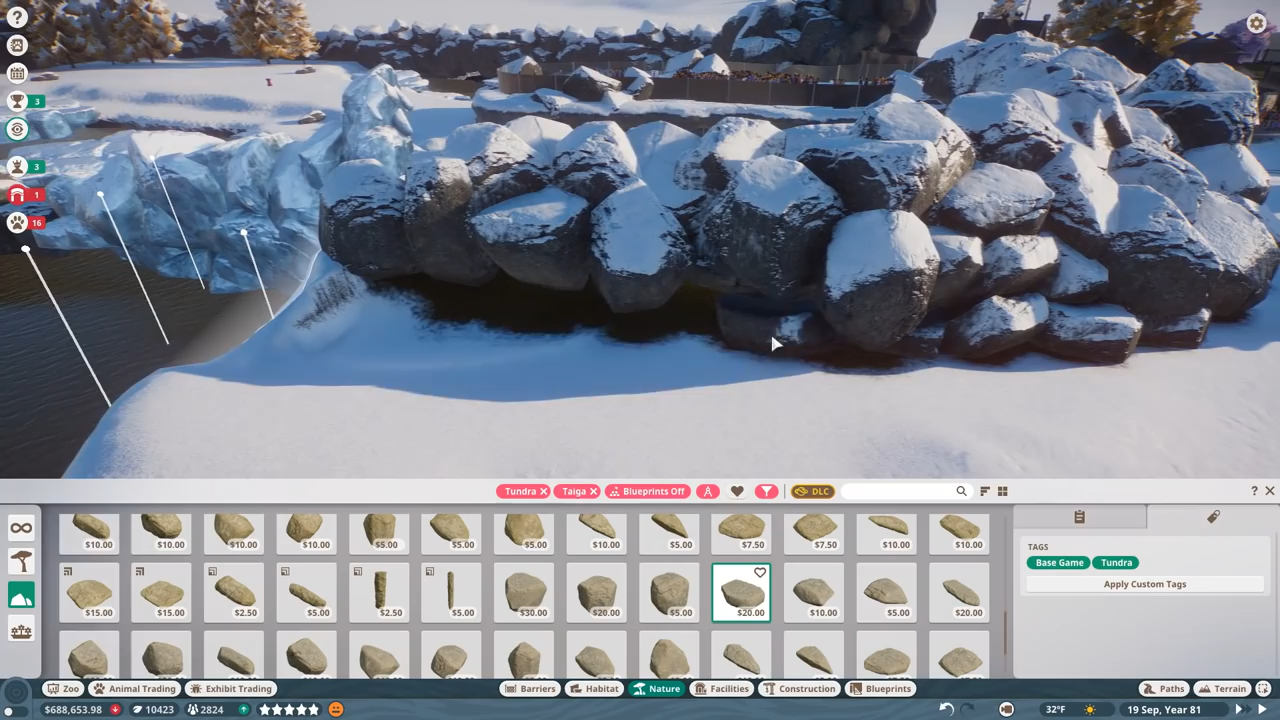 ?
3
3
1
16
Tundra ✕ Taiga ✕ Blueprints Off DLC ? ✕
$10.00 $10.00 $10.00 $10.00 $5.00 $5.00 $5.00 $10.00 $5.00 $7.50 $7.50 $10.00 $10.00
TAGS
Base Game Tundra
Apply Custom Tags
$15.00 $15.00 $2.50 $5.00 $2.50 $5.00 $30.00 $20.00 $5.00 $20.00 $10.00 $5.00 $20.00
Zoo Animal Trading Exhibit Trading Barriers Habitat Nature Facilities Construction Blueprints Paths Terrain
$688,653.98 10423 2824 32°F 19 Sep, Year 81